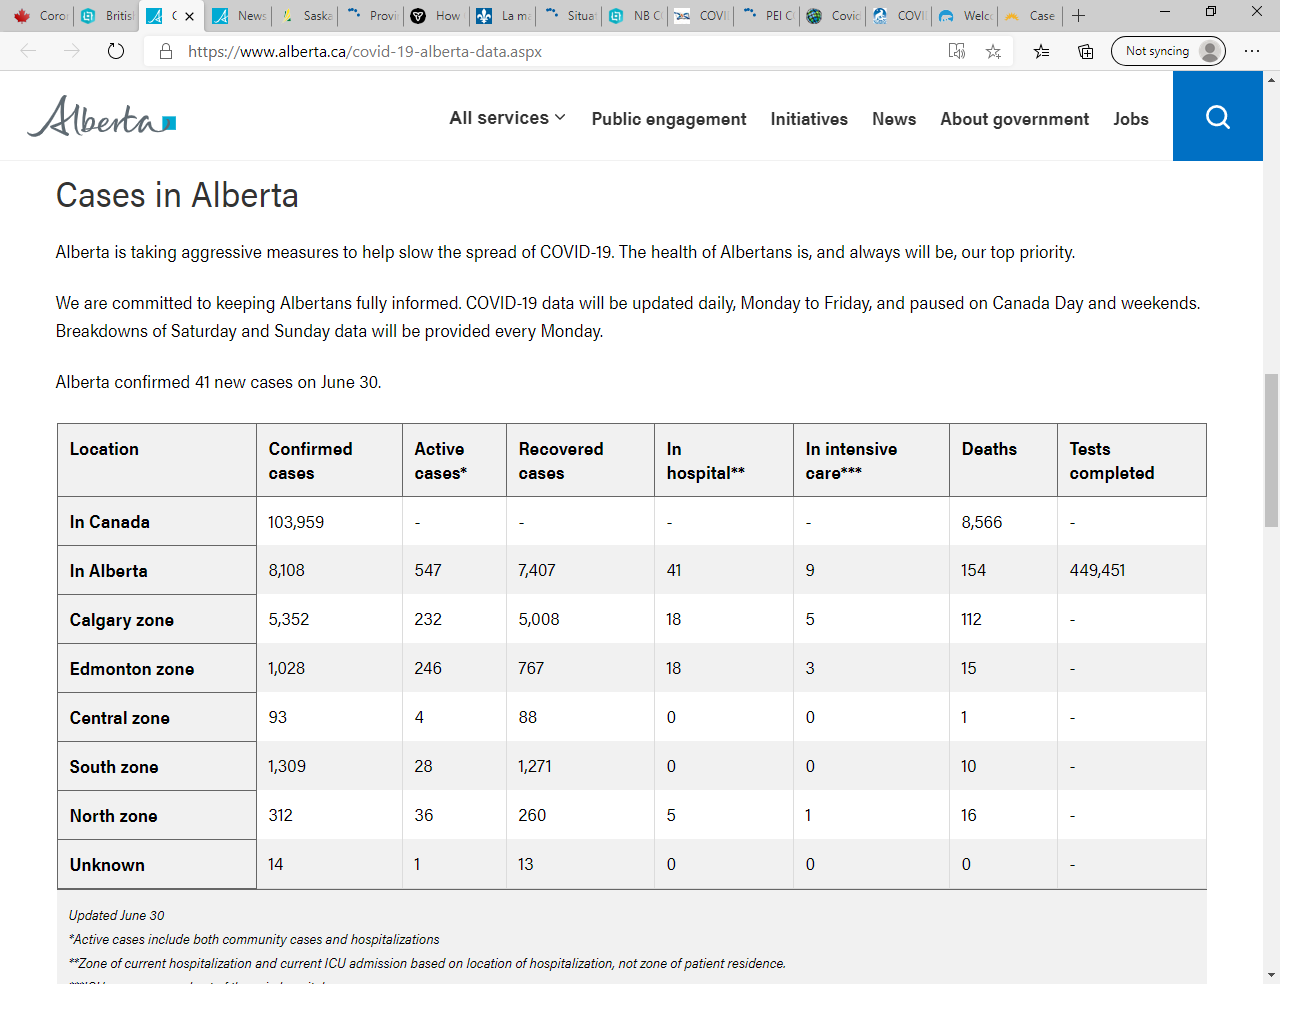 Coron
British
C
News
Saska
Provi
How
La ma
Situat
NB C
COVI
PEI C
Covid
COVI
Welco
Case
https://www.alberta.ca/covid-19-alberta-data.aspx
Not syncing
Alberta
All services
Public engagement
Initiatives
News
About government
Jobs
Cases in Alberta
Alberta is taking aggressive measures to help slow the spread of COVID-19. The health of Albertans is, and always will be, our top priority.
We are committed to keeping Albertans fully informed. COVID-19 data will be updated daily, Monday to Friday, and paused on Canada Day and weekends.
Breakdowns of Saturday and Sunday data will be provided every Monday.
Alberta confirmed 41 new cases on June 30.
Location Confirmed cases Active cases* Recovered cases In hospital** In intensive care*** Deaths Tests completed
In Canada 103,959 - - - - 8,566 -
In Alberta 8,108 547 7,407 41 9 154 449,451
Calgary zone 5,352 232 5,008 18 5 112 -
Edmonton zone 1,028 246 767 18 3 15 -
Central zone 93 4 88 0 0 1 -
South zone 1,309 28 1,271 0 0 10 -
North zone 312 36 260 5 1 16 -
Unknown 14 1 13 0 0 0 -
Updated June 30
*Active cases include both community cases and hospitalizations
**Zone of current hospitalization and current ICU admission based on location of hospitalization, not zone of patient residence.